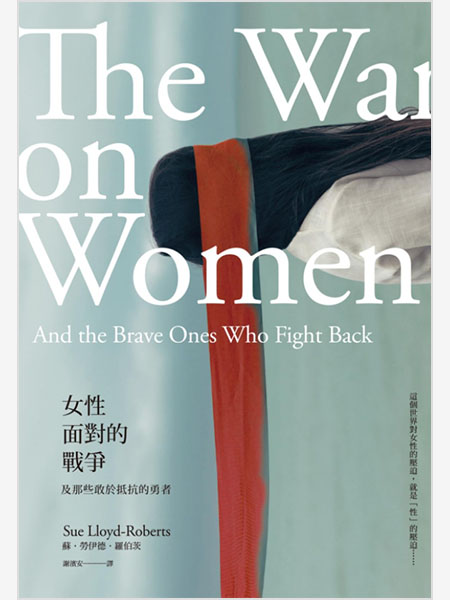 The War
on
Women
And the Brave Ones Who Fight Back
女性
面對的
戰爭
及那些敢於抵抗的勇者
Sue Lloyd-Roberts
蘇・勞伊德・羅伯茨
謝濱安——譯
這個世界對女性的壓迫，就是「性」的壓迫……